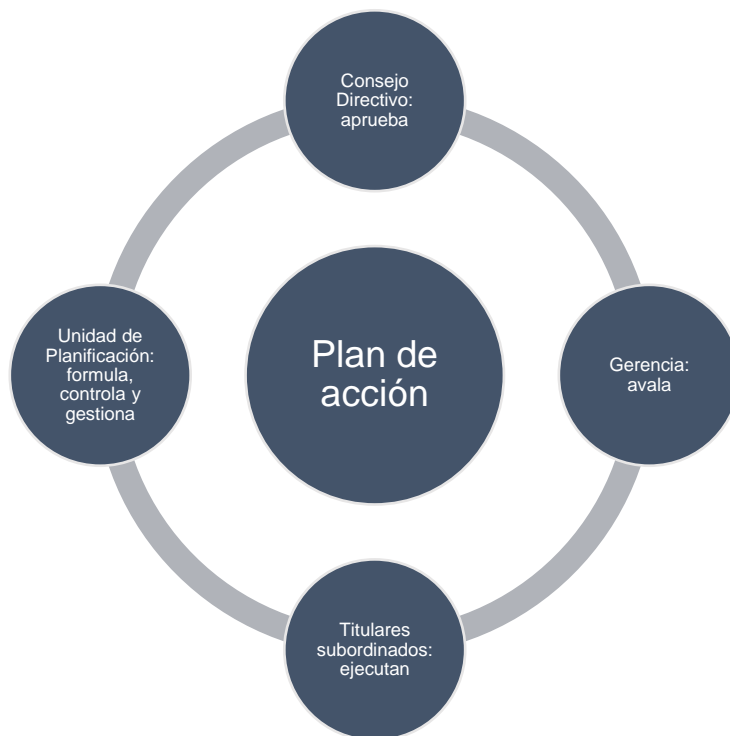 Consejo
Directivo:
aprueba
Unidad de
Planificación:
formula,
controla y
gestiona
Plan de
acción
Gerencia:
avala
Titulares
subordinados:
ejecutan